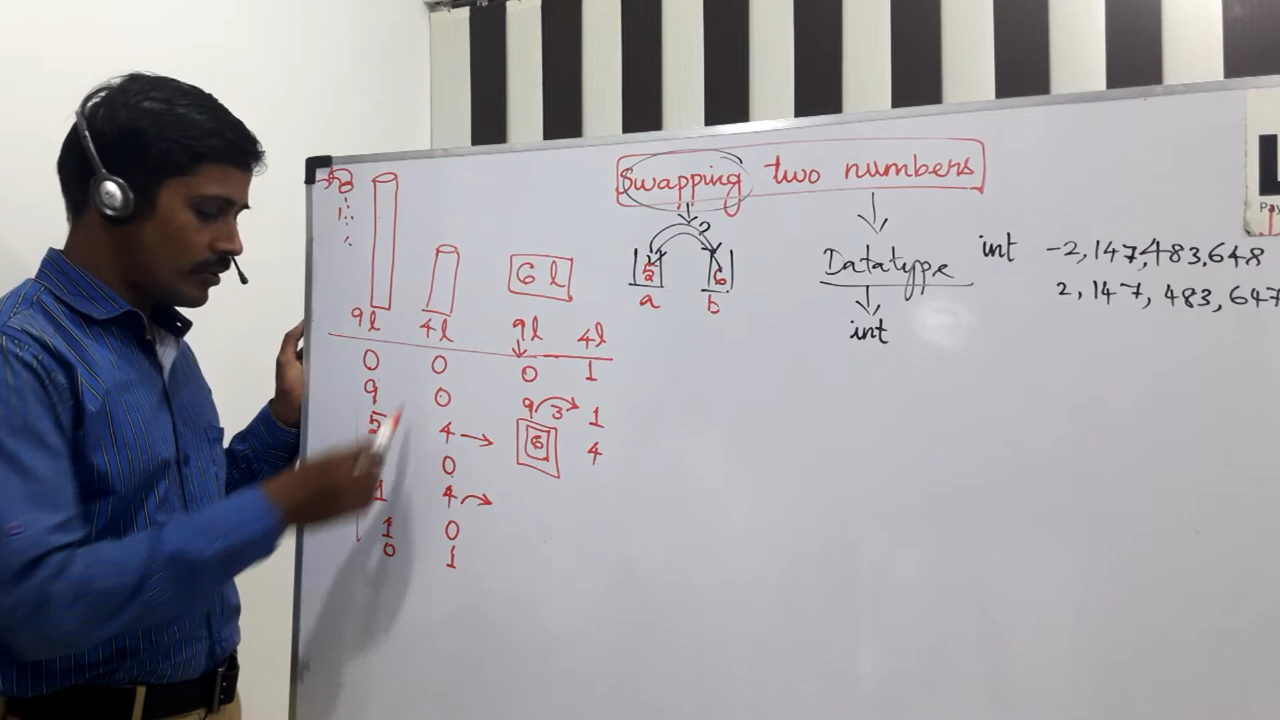 Swapping two numbers
?
5 6
a b
Datatype
int
int -2,147,483,648
2,147,483,647
6 l
9l 4l 9l 4l
0 0 0 1
9 0 9 3 1
5 4 6 4
0
1 4
1 0
0 1
L
Pay